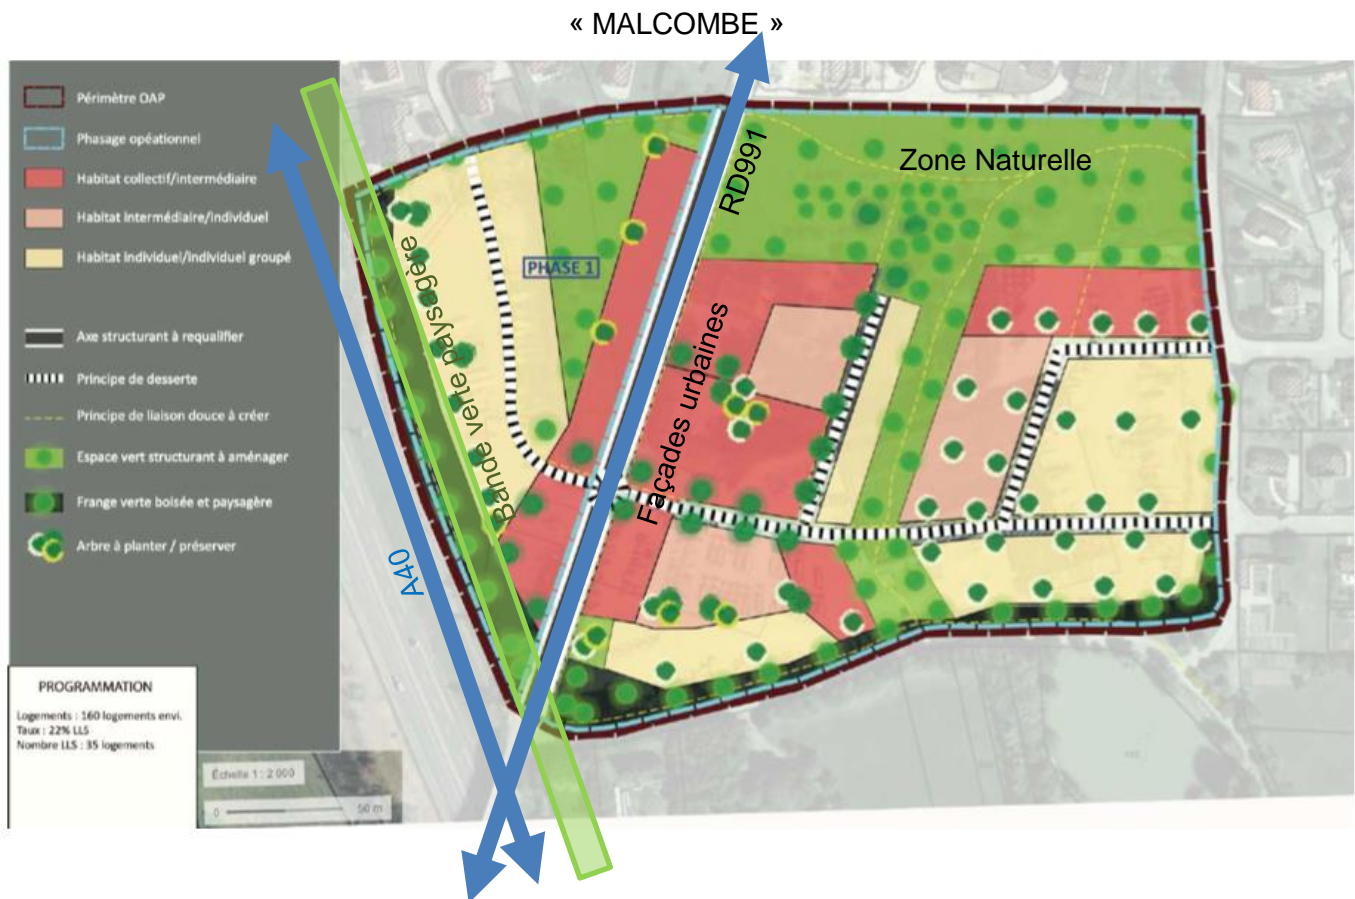 « MALCOMBE »
Périmètre OAP
Phasage opéationnel
Habitat collectif/intermédiaire
Habitat intermédiaire/individuel
Habitat individuel/individuel groupé
Axe structurant à requalifier
Principe de desserte
Principe de liaison douce à créer
Espace vert structurant à aménager
Frange verte boisée et paysagère
Arbre à planter / préserver
PROGRAMMATION
Logements : 160 logements envi.
Taux : 22% LLS
Nombre LLS : 35 logements
Échelle 1 : 2 000
0 50 m
A40
Bande verte paysagère
PHASE 1
RD991
Façades urbaines
Zone Naturelle